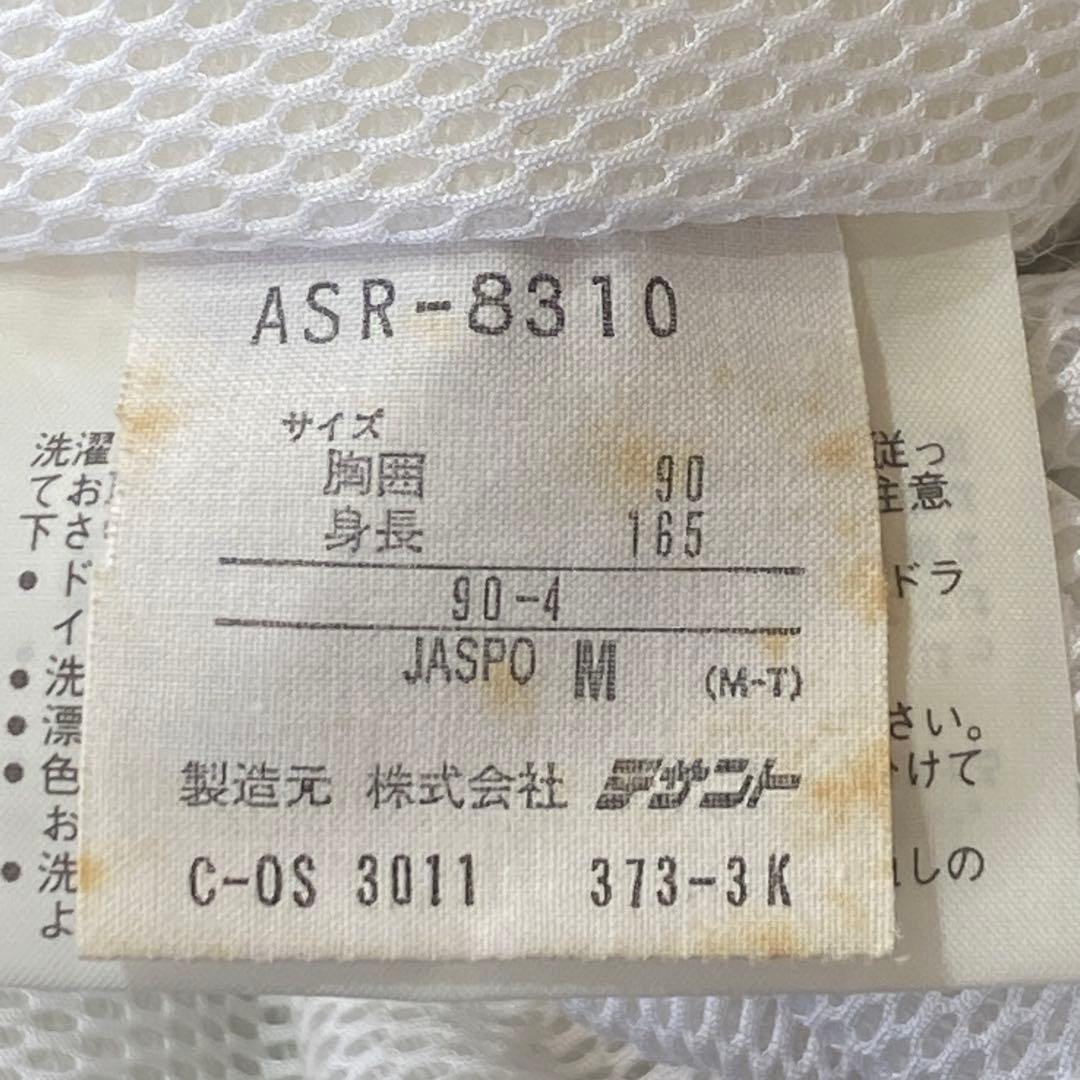 ASR-8310
サイズ
胸囲 90
身長 165
90-4
JASPO M (M-T)
製造元 株式会社 デサント
C-OS 3011 373-3K
洗濯
従っ
てお
注意
下さ
•ド
ドラ
イ
•洗
•漂
さい。
•色
けて
お
•洗
しの
よ